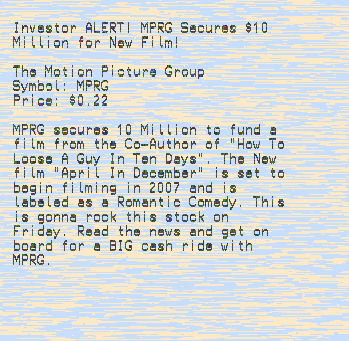 Investor ALERT! MPRG Secures $10
Million for New Film!
The Motion Picture Group
Symbol: MPRG
Price: $0.22
MPRG secures 10 Million to fund a
film from the Co-Author of "How To
Loose A Guy In Ten Days". The New
film "April In December" is set to
begin filming in 2007 and is
labeled as a Romantic Comedy. This
is gonna rock this stock on
Friday. Read the news and get on
board for a BIG cash ride with
MPRG.